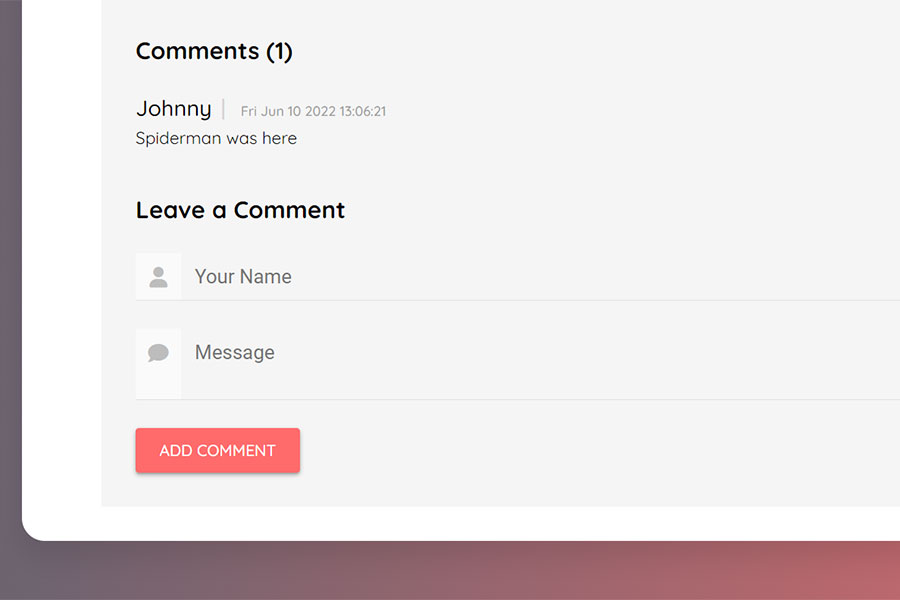 Comments (1)
Johnny | Fri Jun 10 2022 13:06:21
Spiderman was here
Leave a Comment
Your Name
Message
ADD COMMENT